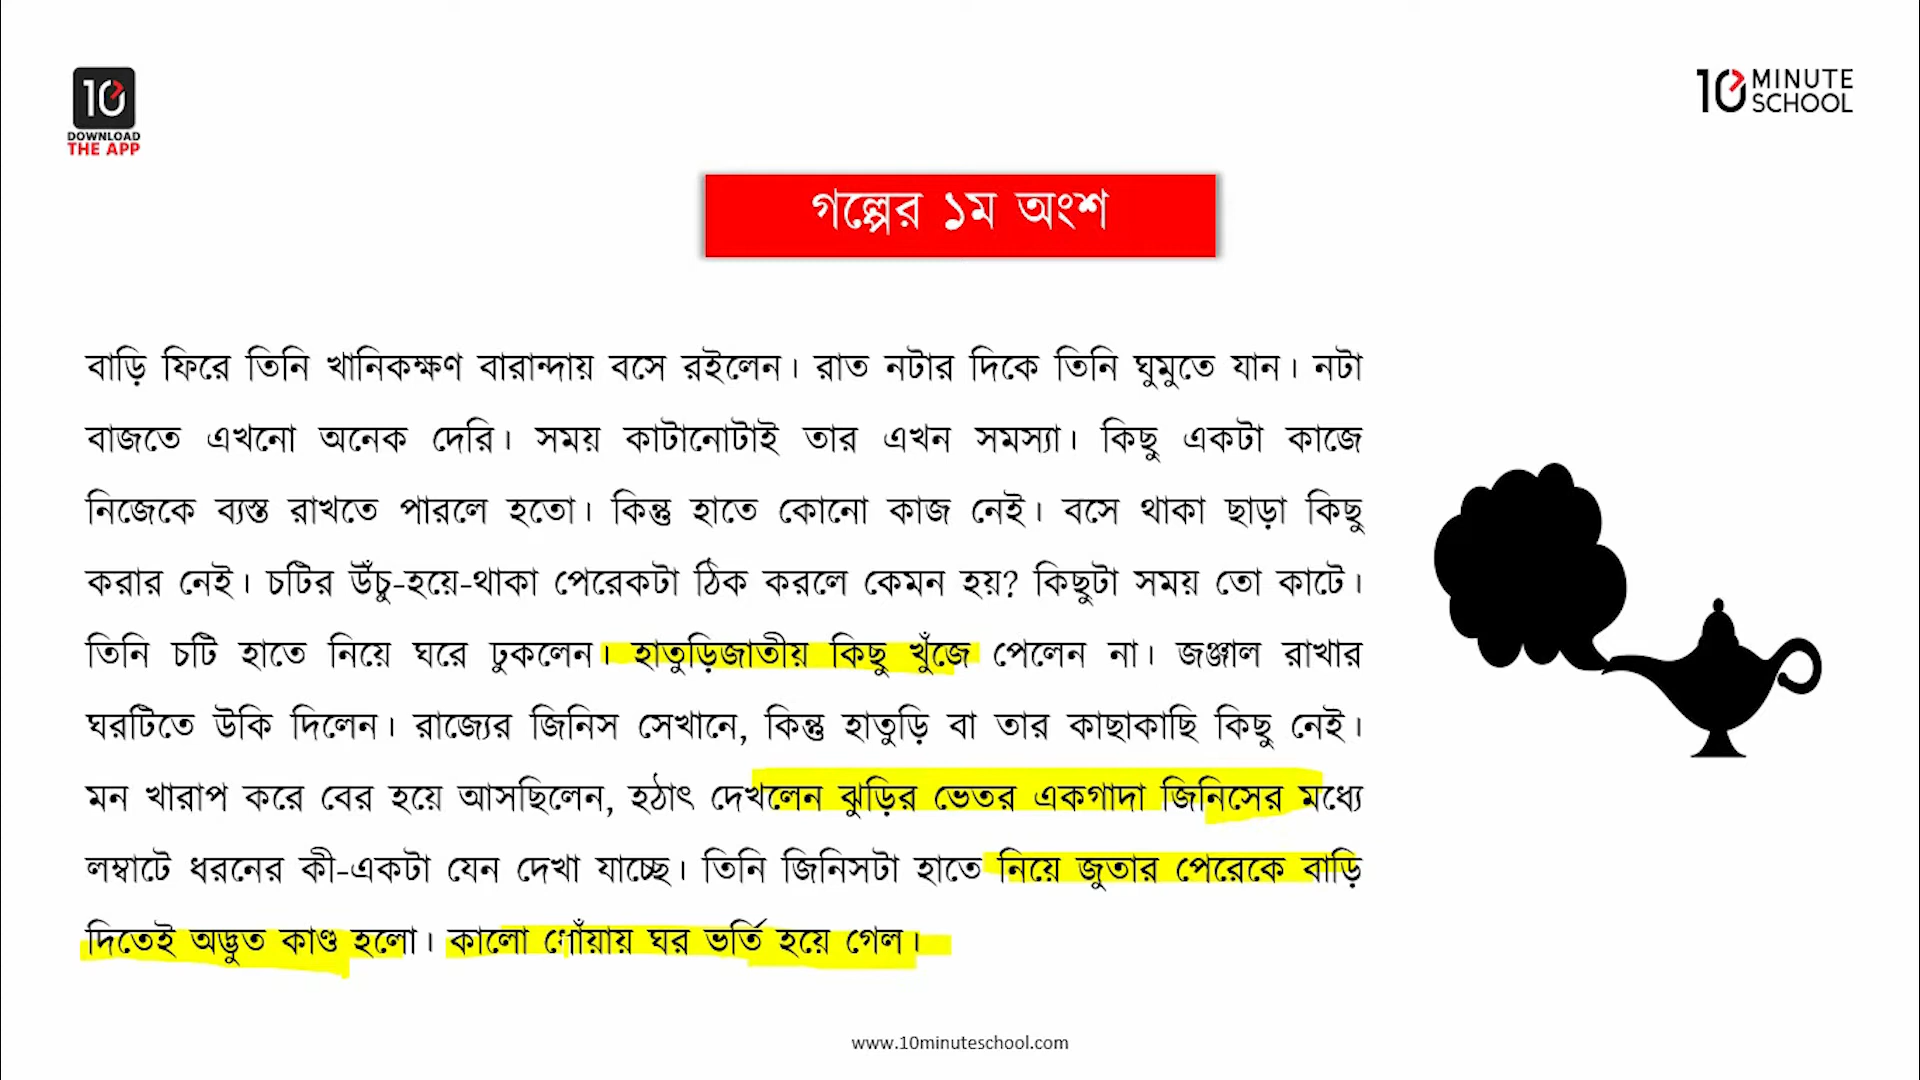 10
DOWNLOAD
THE APP
10 MINUTE
SCHOOL
গল্পের ১ম অংশ
বাড়ি ফিরে তিনি খানিকক্ষণ বারান্দায় বসে রইলেন। রাত নটার দিকে তিনি ঘুমুতে যান। নটা
বাজতে এখনো অনেক দেরি। সময় কাটানোটাই তার এখন সমস্যা। কিছু একটা কাজে
নিজেকে ব্যস্ত রাখতে পারলে হতো। কিন্তু হাতে কোনো কাজ নেই। বসে থাকা ছাড়া কিছু
করার নেই। চটির উঁচু-হয়ে-থাকা পেরেকটা ঠিক করলে কেমন হয়? কিছুটা সময় তো কাটে।
তিনি চটি হাতে নিয়ে ঘরে ঢুকলেন। হাতুড়িজাতীয় কিছু খুঁজে পেলেন না। জঞ্জাল রাখার
ঘরটিতে উকি দিলেন। রাজ্যের জিনিস সেখানে, কিন্তু হাতুড়ি বা তার কাছাকাছি কিছু নেই।
মন খারাপ করে বের হয়ে আসছিলেন, হঠাৎ দেখলেন ঝুড়ির ভেতর একগাদা জিনিসের মধ্যে
লম্বাটে ধরনের কী-একটা যেন দেখা যাচ্ছে। তিনি জিনিসটা হাতে নিয়ে জুতার পেরেকে বাড়ি
দিতেই অদ্ভুত কাণ্ড হলো। কালো ধোঁয়ায় ঘর ভর্তি হয়ে গেল।
www.10minuteschool.com